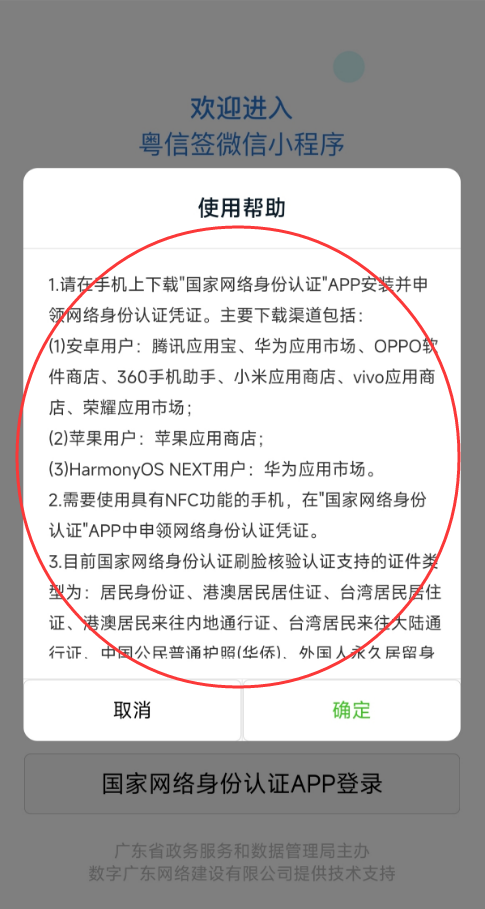 欢迎进入
粤信签微信小程序
使用帮助
1.请在手机上下载"国家网络身份认证"APP安装并申
领网络身份认证凭证。主要下载渠道包括：
(1)安卓用户：腾讯应用宝、华为应用市场、OPPO软
件商店、360手机助手、小米应用商店、vivo应用商
店、荣耀应用市场；
(2)苹果用户：苹果应用商店；
(3)HarmonyOS NEXT用户：华为应用市场。
2.需要使用具有NFC功能的手机，在"国家网络身份
认证"APP中申领网络身份认证凭证。
3.目前国家网络身份认证刷脸核验认证支持的证件类
型为：居民身份证、港澳居民居住证、台湾居民居住
证、港澳居民来往内地通行证、台湾居民来往大陆通
行证、中国公民普通护照(华侨)、外国人永久居留身
取消
确定
国家网络身份认证APP登录
广东省政务服务和数据管理局主办
数字广东网络建设有限公司提供技术支持